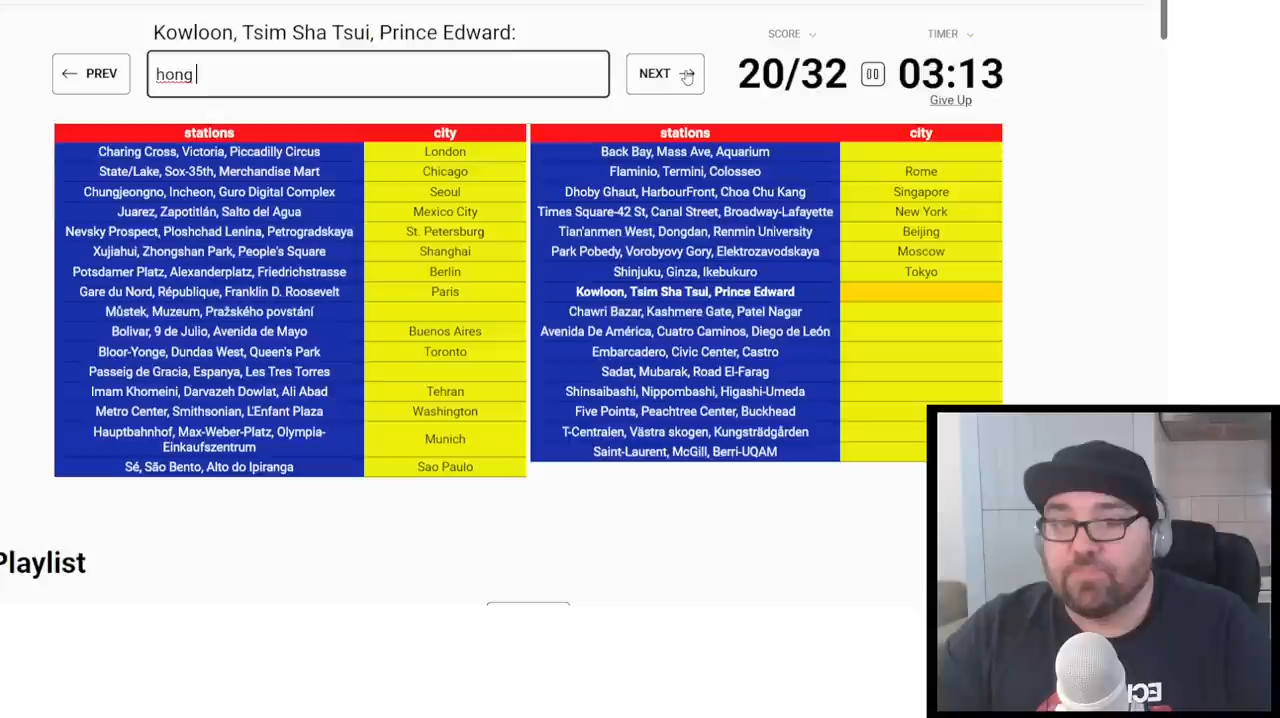 Kowloon, Tsim Sha Tsui, Prince Edward:
SCORE
TIMER
← PREV
hong
NEXT →
20/32
03:13
Give Up
stations city
Charing Cross, Victoria, Piccadilly Circus London
State/Lake, Sox-35th, Merchandise Mart Chicago
Chungjeongno, Incheon, Guro Digital Complex Seoul
Juarez, Zapotitlán, Salto del Agua Mexico City
Nevsky Prospect, Ploshchad Lenina, Petrogradskaya St. Petersburg
Xujiahui, Zhongshan Park, People's Square Shanghai
Potsdamer Platz, Alexanderplatz, Friedrichstrasse Berlin
Gare du Nord, République, Franklin D. Roosevelt Paris
Můstek, Muzeum, Pražského povstání
Bolivar, 9 de Julio, Avenida de Mayo Buenos Aires
Bloor-Yonge, Dundas West, Queen's Park Toronto
Passeig de Gracia, Espanya, Les Tres Torres
Imam Khomeini, Darvazeh Dowlat, Ali Abad Tehran
Metro Center, Smithsonian, L'Enfant Plaza Washington
Hauptbahnhof, Max-Weber-Platz, Olympia-
Einkaufszentrum Munich
Sé, São Bento, Alto do Ipiranga Sao Paulo
stations city
Back Bay, Mass Ave, Aquarium
Flaminio, Termini, Colosseo Rome
Dhoby Ghaut, HarbourFront, Choa Chu Kang Singapore
Times Square-42 St, Canal Street, Broadway-Lafayette New York
Tian'anmen West, Dongdan, Renmin University Beijing
Park Pobedy, Vorobyovy Gory, Elektrozavodskaya Moscow
Shinjuku, Ginza, Ikebukuro Tokyo
Kowloon, Tsim Sha Tsui, Prince Edward
Chawri Bazar, Kashmere Gate, Patel Nagar
Avenida De América, Cuatro Caminos, Diego de León
Embarcadero, Civic Center, Castro
Sadat, Mubarak, Road El-Farag
Shinsaibashi, Nippombashi, Higashi-Umeda
Five Points, Peachtree Center, Buckhead
T-Centralen, Västra skogen, Kungsträdgården
Saint-Laurent, McGill, Berri-UQAM
Playlist